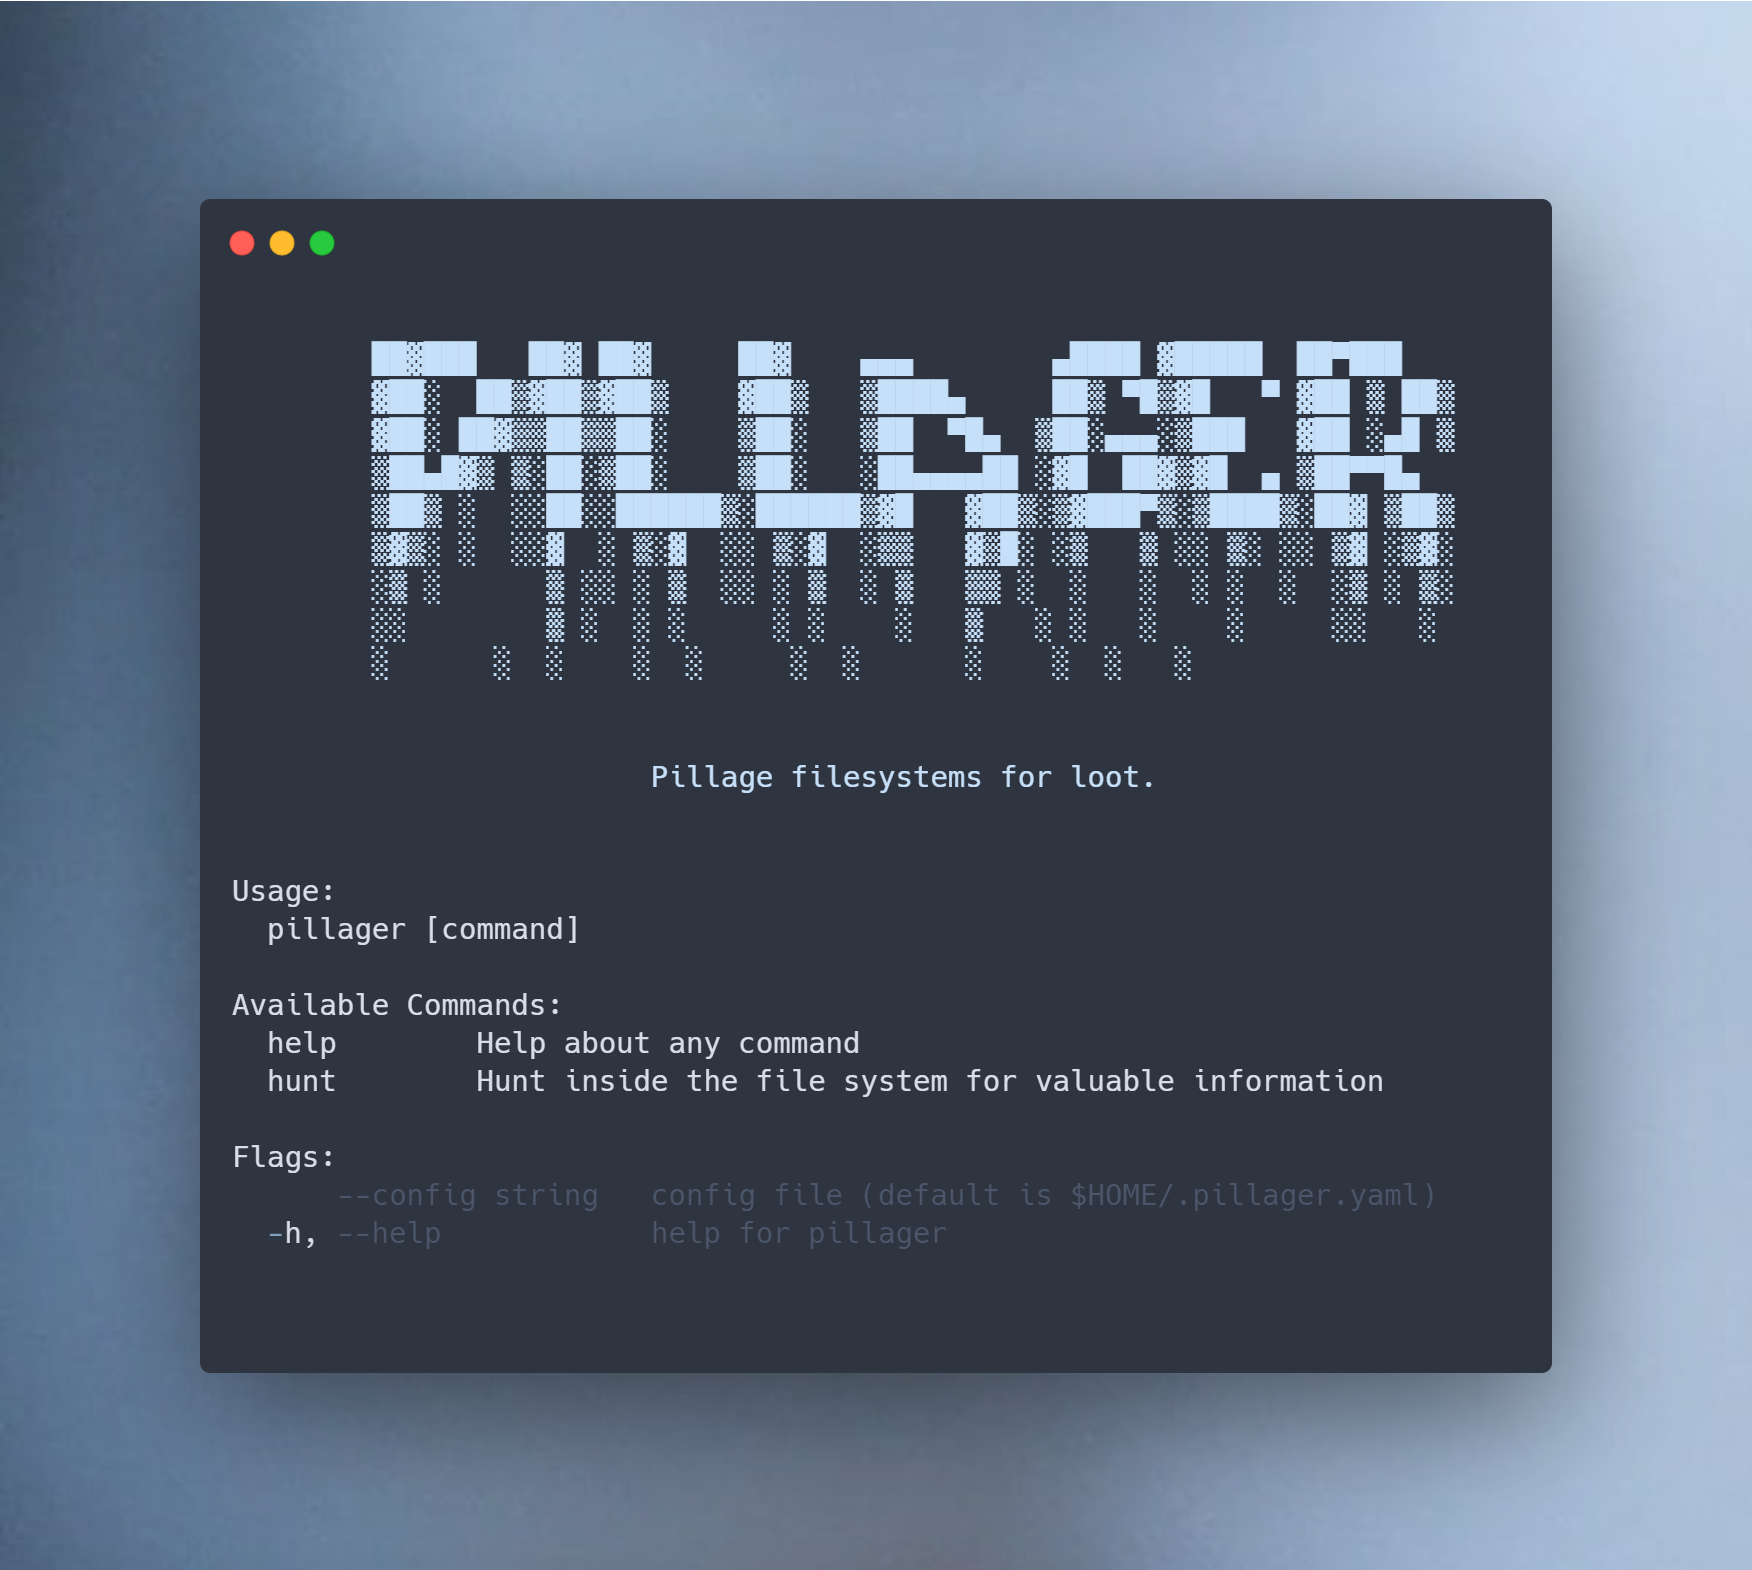 PILLAGER
Pillage filesystems for loot.
Usage:
pillager [command]
Available Commands:
help Help about any command
hunt Hunt inside the file system for valuable information
Flags:
--config string config file (default is $HOME/.pillager.yaml)
-h, --help help for pillager